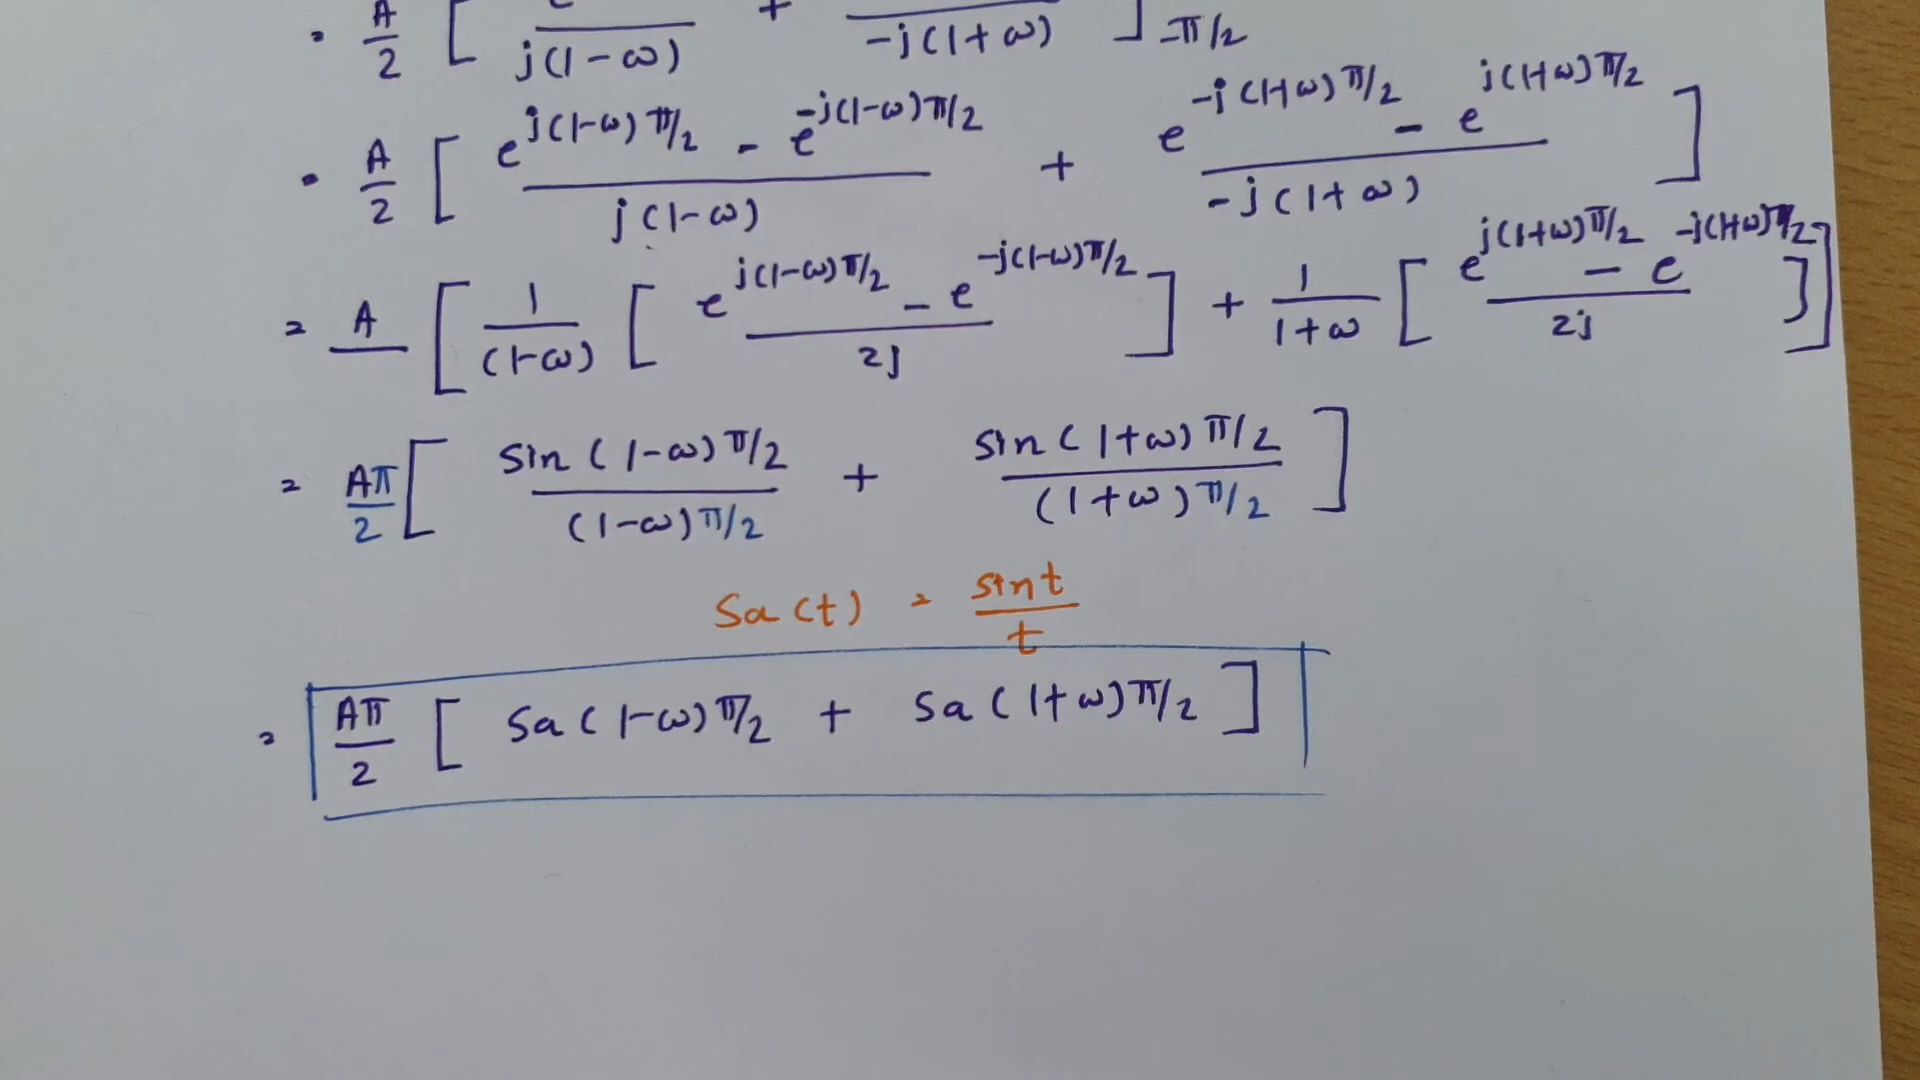 = A/2 [ e/j(1-ω) + /-j(1+ω) ]-π/2
= A/2 [ e^j(1-ω)π/2 - e^-j(1-ω)π/2 / j(1-ω) + e^-j(1+ω)π/2 - e^j(1+ω)π/2 / -j(1+ω) ]
= A [ 1/(1-ω) [ e^j(1-ω)π/2 - e^-j(1-ω)π/2 / 2j ] + 1/1+ω [ e^j(1+ω)π/2 - e^-j(1+ω)π/2 / 2j ] ]
= Aπ/2 [ sin(1-ω)π/2 / (1-ω)π/2 + sin(1+ω)π/2 / (1+ω)π/2 ]
Sa(t) = sin t / t
= Aπ/2 [ Sa(1-ω)π/2 + Sa(1+ω)π/2 ]